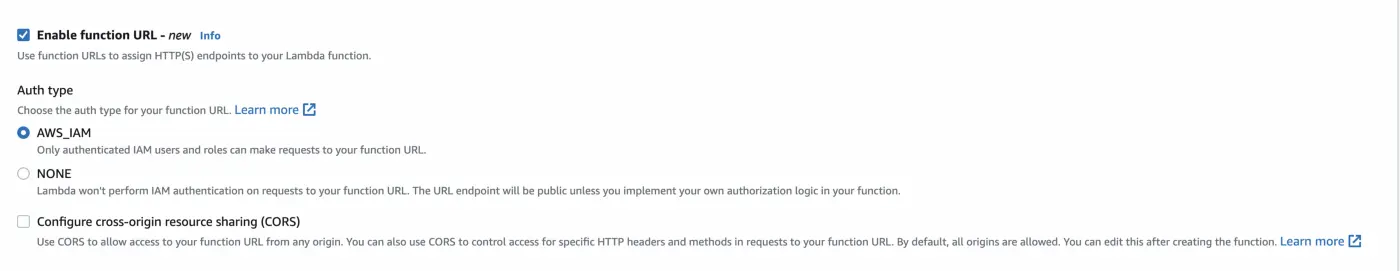 Enable function URL - new Info
Use function URLs to assign HTTP(S) endpoints to your Lambda function.
Auth type
Choose the auth type for your function URL. Learn more
AWS_IAM
Only authenticated IAM users and roles can make requests to your function URL.
NONE
Lambda won't perform IAM authentication on requests to your function URL. The URL endpoint will be public unless you implement your own authorization logic in your function.
Configure cross-origin resource sharing (CORS)
Use CORS to allow access to your function URL from any origin. You can also use CORS to control access for specific HTTP headers and methods in requests to your function URL. By default, all origins are allowed. You can edit this after creating the function. Learn more